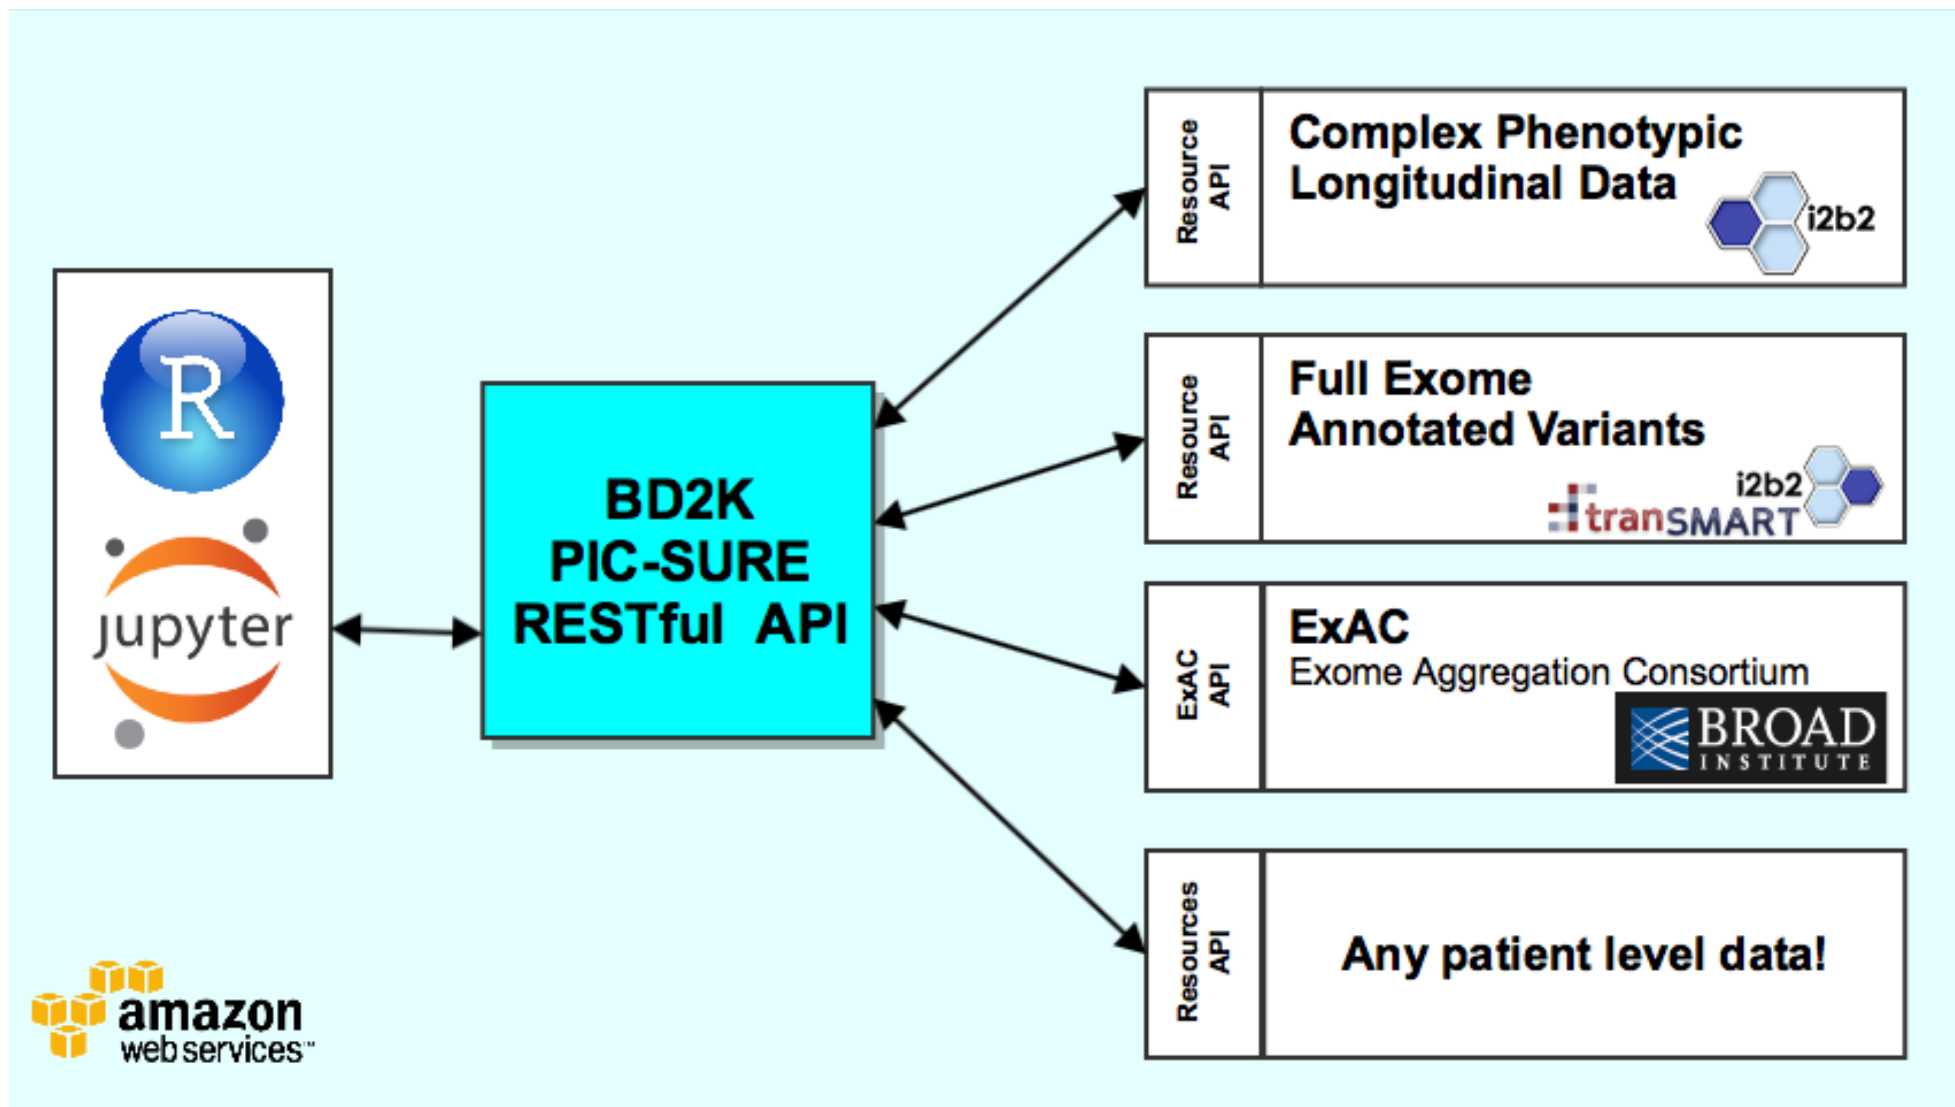 R
jupyter
BD2K
PIC-SURE
RESTful API
Resource
API
Complex Phenotypic
Longitudinal Data
i2b2
Resource
API
Full Exome
Annotated Variants
i2b2
tranSMART
ExAC
API
ExAC
Exome Aggregation Consortium
BROAD
INSTITUTE
Resources
API
Any patient level data!
amazon
web services™